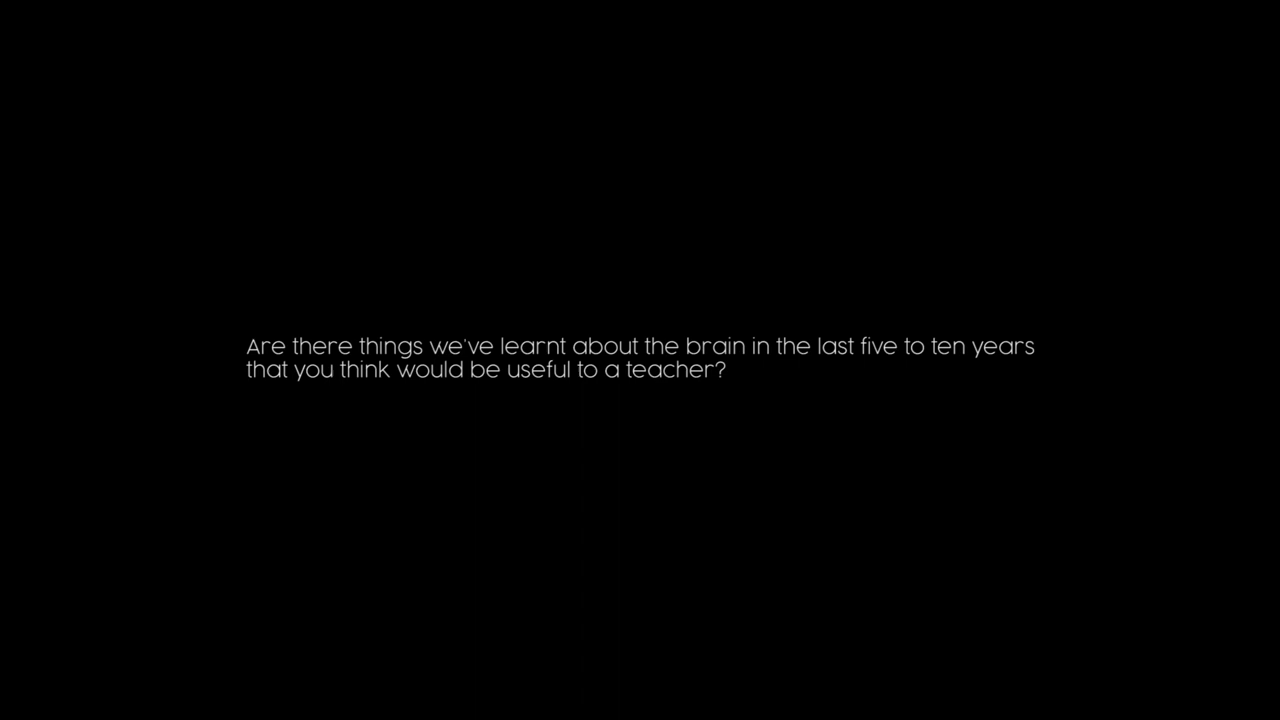 Are there things we've learnt about the brain in the last five to ten years
that you think would be useful to a teacher?